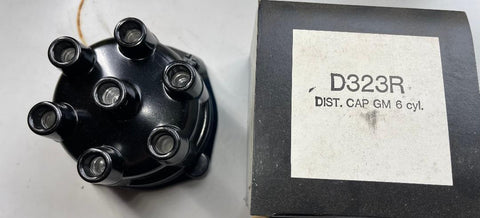 D323R
DIST. CAP GM 6 cyl.